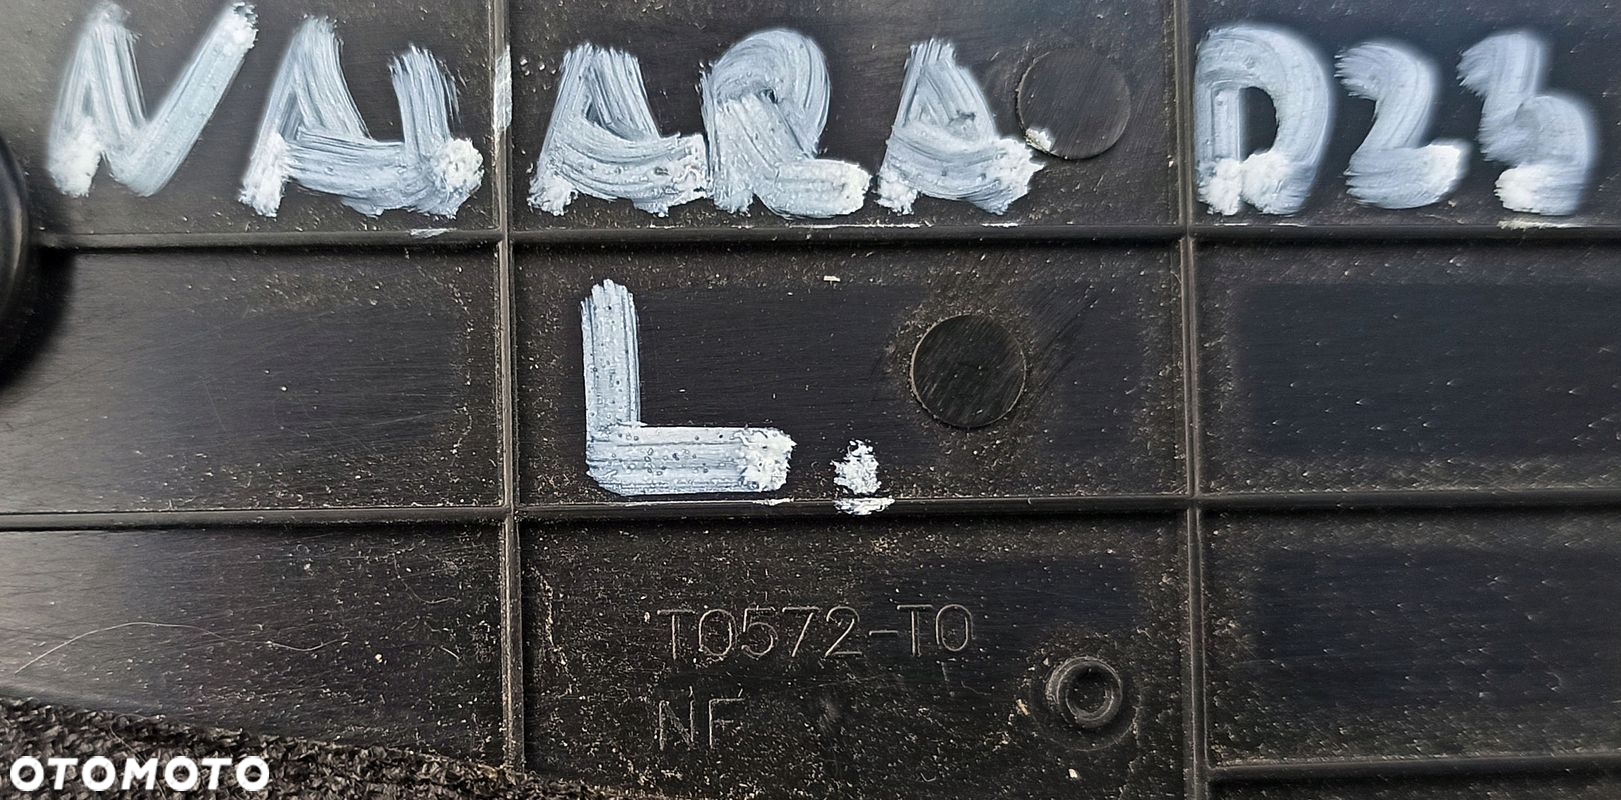 NAVARA D23
L.
T0572-T0
NF
OTOMOTO